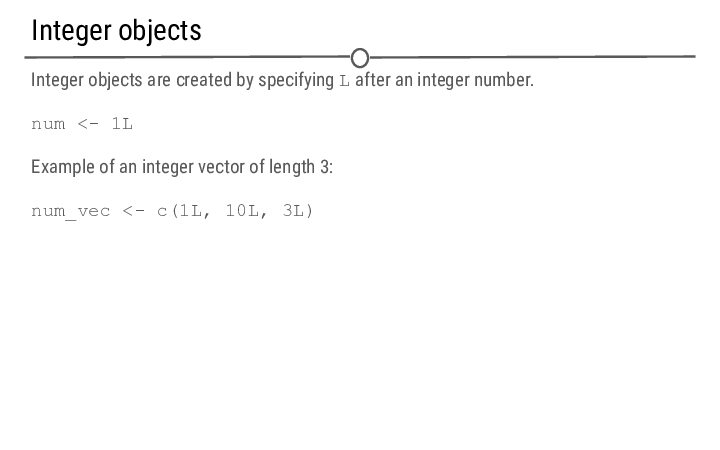 Integer objects
Integer objects are created by specifying L after an integer number.
num <- 1L
Example of an integer vector of length 3:
num_vec <- c(1L, 10L, 3L)